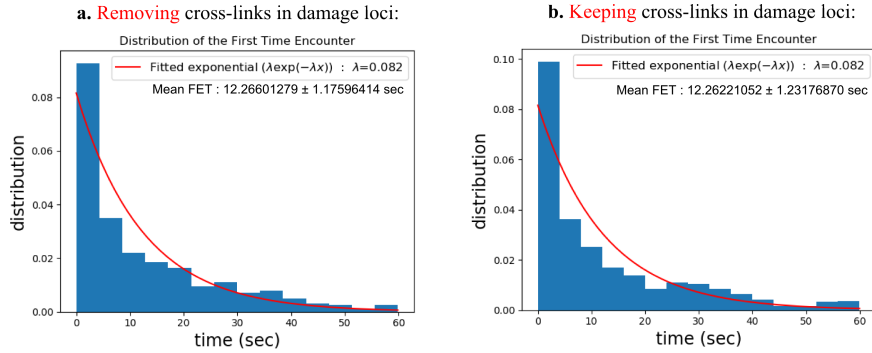 a. Removing cross-links in damage loci:
Distribution of the First Time Encounter
Fitted exponential (λexp(−λx)) : λ=0.082
Mean FET : 12.26601279 ± 1.17596414 sec
distribution
0.08
0.06
0.04
0.02
0.00
0 10 20 30 40 50 60
time (sec)
b. Keeping cross-links in damage loci:
Distribution of the First Time Encounter
Fitted exponential (λexp(−λx)) : λ=0.082
Mean FET : 12.26221052 ± 1.23176870 sec
distribution
0.10
0.08
0.06
0.04
0.02
0.00
0 10 20 30 40 50 60
time (sec)